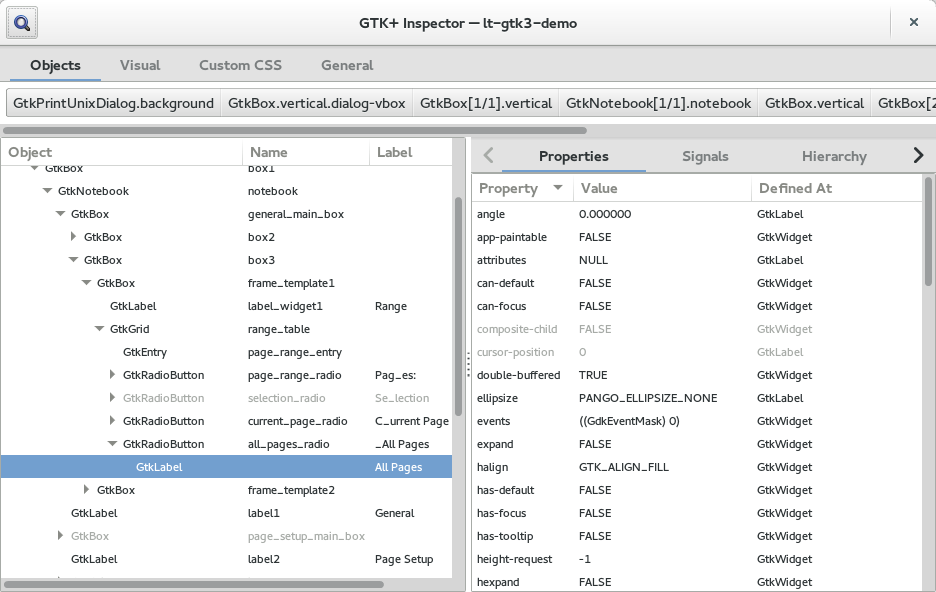 GTK+ Inspector — lt-gtk3-demo
Objects Visual Custom CSS General
GtkPrintUnixDialog.background GtkBox.vertical.dialog-vbox GtkBox[1/1].vertical GtkNotebook[1/1].notebook GtkBox.vertical GtkBox[2
Object Name Label
GtkBox box1
GtkNotebook notebook
GtkBox general_main_box
GtkBox box2
GtkBox box3
GtkBox frame_template1
GtkLabel label_widget1 Range
GtkGrid range_table
GtkEntry page_range_entry
GtkRadioButton page_range_radio Pag_es:
GtkRadioButton selection_radio Se_lection
GtkRadioButton current_page_radio C_urrent Page
GtkRadioButton all_pages_radio _All Pages
GtkLabel All Pages
GtkBox frame_template2
GtkLabel label1 General
GtkBox page_setup_main_box
GtkLabel label2 Page Setup
Properties Signals Hierarchy
Property Value Defined At
angle 0.000000 GtkLabel
app-paintable FALSE GtkWidget
attributes NULL GtkLabel
can-default FALSE GtkWidget
can-focus FALSE GtkWidget
composite-child FALSE GtkWidget
cursor-position 0 GtkLabel
double-buffered TRUE GtkWidget
ellipsize PANGO_ELLIPSIZE_NONE GtkLabel
events ((GdkEventMask) 0) GtkWidget
expand FALSE GtkWidget
halign GTK_ALIGN_FILL GtkWidget
has-default FALSE GtkWidget
has-focus FALSE GtkWidget
has-tooltip FALSE GtkWidget
height-request -1 GtkWidget
hexpand FALSE GtkWidget